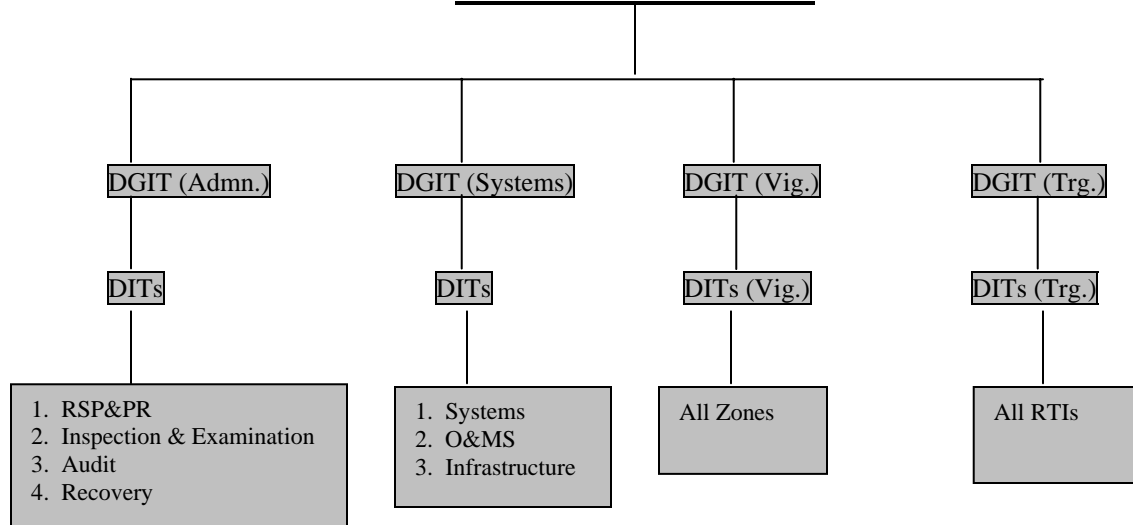 DGIT (Admn.)
DGIT (Systems)
DGIT (Vig.)
DGIT (Trg.)
DITs
DITs
DITs (Vig.)
DITs (Trg.)
1. RSP&PR
2. Inspection & Examination
3. Audit
4. Recovery
1. Systems
2. O&MS
3. Infrastructure
All Zones
All RTIs